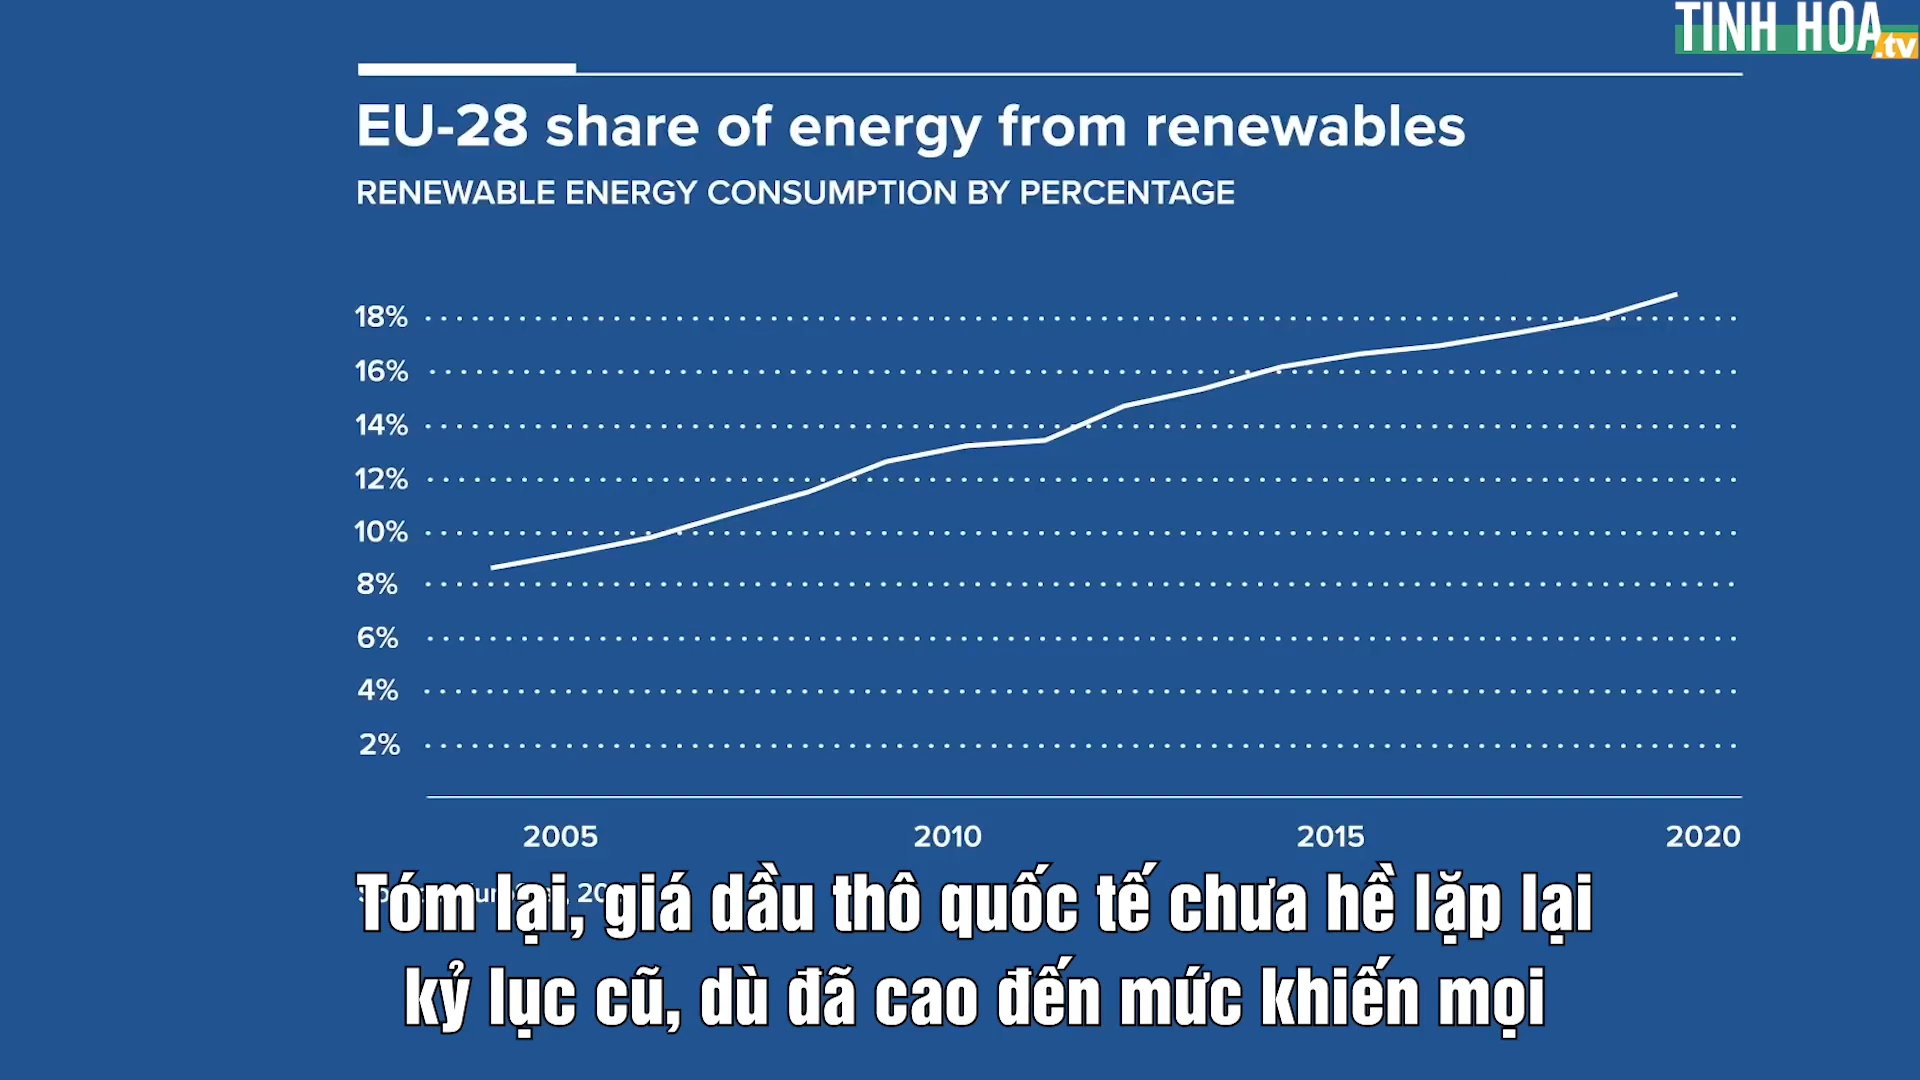 TINH HOA.tv
EU-28 share of energy from renewables
RENEWABLE ENERGY CONSUMPTION BY PERCENTAGE
18%
16%
14%
12%
10%
8%
6%
4%
2%
2005 2010 2015 2020
Tóm lại, giá dầu thô quốc tế chưa hề lặp lại
kỷ lục cũ, dù đã cao đến mức khiến mọi